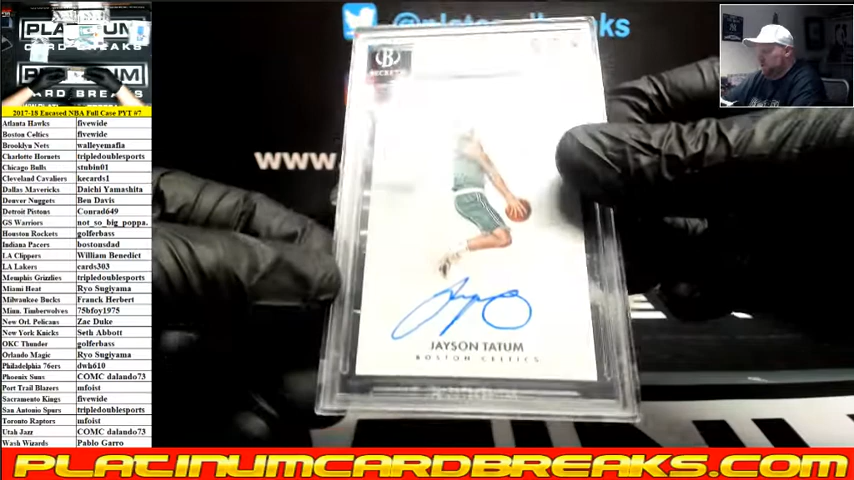 PLATINUM
CARD BREAKS
PLATINUM
CARD BREAKS
2017-18 Encased NBA Full Case PYT #7
Atlanta Hawks fivewide
Boston Celtics fivewide
Brooklyn Nets walleyemafia
Charlotte Hornets tripledoublesports
Chicago Bulls stubin01
Cleveland Cavaliers kecards1
Dallas Mavericks Daichi Yamashita
Denver Nuggets Ben Davis
Detroit Pistons Conrad649
GS Warriors not_so_big_poppa.
Houston Rockets golferbass
Indiana Pacers bostonsdad
LA Clippers William Benedict
LA Lakers cards303
Memphis Grizzlies tripledoublesports
Miami Heat Ryo Sugiyama
Milwaukee Bucks Franck Herbert
Minn. Timberwolves 75bfoy1975
New Orl. Pelicans Zac Duke
New York Knicks Seth Abbott
OKC Thunder golferbass
Orlando Magic Ryo Sugiyama
Philadelphia 76ers dwh610
Phoenix Suns COMC dalando73
Port Trail Blazers mfoist
Sacramento Kings fivewide
San Antonio Spurs tripledoublesports
Toronto Raptors mfoist
Utah Jazz COMC dalando73
Wash Wizards Pablo Garro
www.
JAYSON TATUM
BOSTON CELTICS
PLATINUMCARDBREAKS.COM